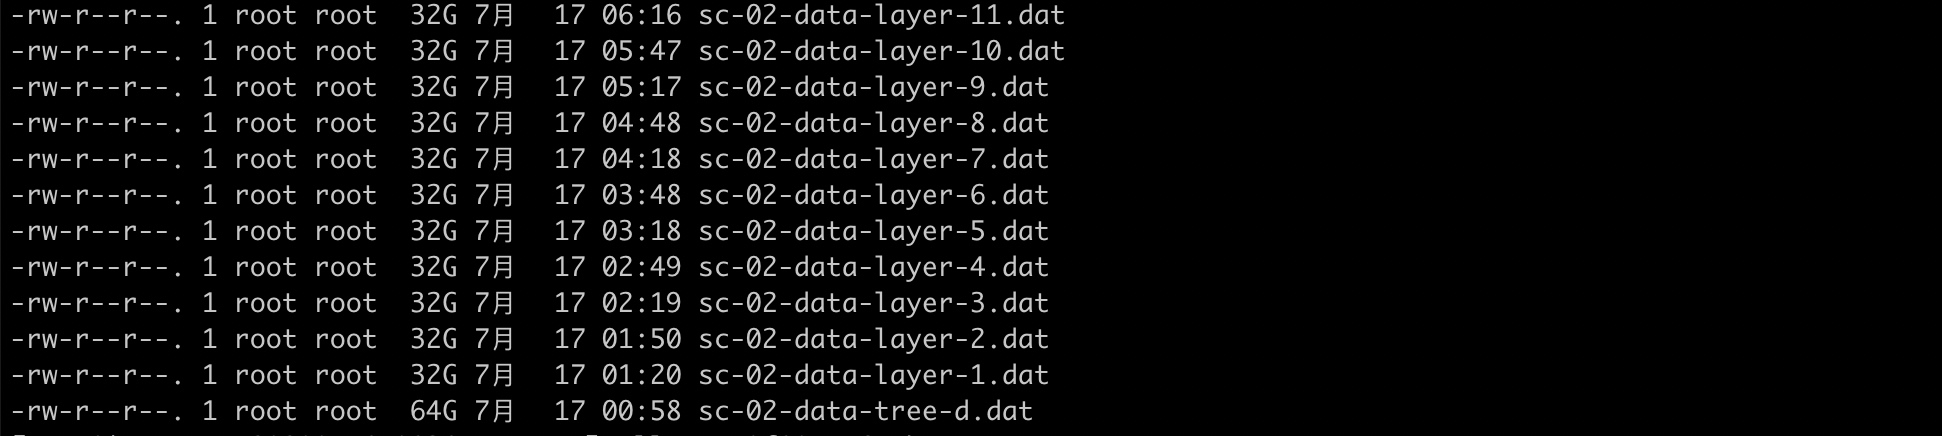 -rw-r--r--. 1 root root  32G 7月   17 06:16 sc-02-data-layer-11.dat
-rw-r--r--. 1 root root  32G 7月   17 05:47 sc-02-data-layer-10.dat
-rw-r--r--. 1 root root  32G 7月   17 05:17 sc-02-data-layer-9.dat
-rw-r--r--. 1 root root  32G 7月   17 04:48 sc-02-data-layer-8.dat
-rw-r--r--. 1 root root  32G 7月   17 04:18 sc-02-data-layer-7.dat
-rw-r--r--. 1 root root  32G 7月   17 03:48 sc-02-data-layer-6.dat
-rw-r--r--. 1 root root  32G 7月   17 03:18 sc-02-data-layer-5.dat
-rw-r--r--. 1 root root  32G 7月   17 02:49 sc-02-data-layer-4.dat
-rw-r--r--. 1 root root  32G 7月   17 02:19 sc-02-data-layer-3.dat
-rw-r--r--. 1 root root  32G 7月   17 01:50 sc-02-data-layer-2.dat
-rw-r--r--. 1 root root  32G 7月   17 01:20 sc-02-data-layer-1.dat
-rw-r--r--. 1 root root  64G 7月   17 00:58 sc-02-data-tree-d.dat